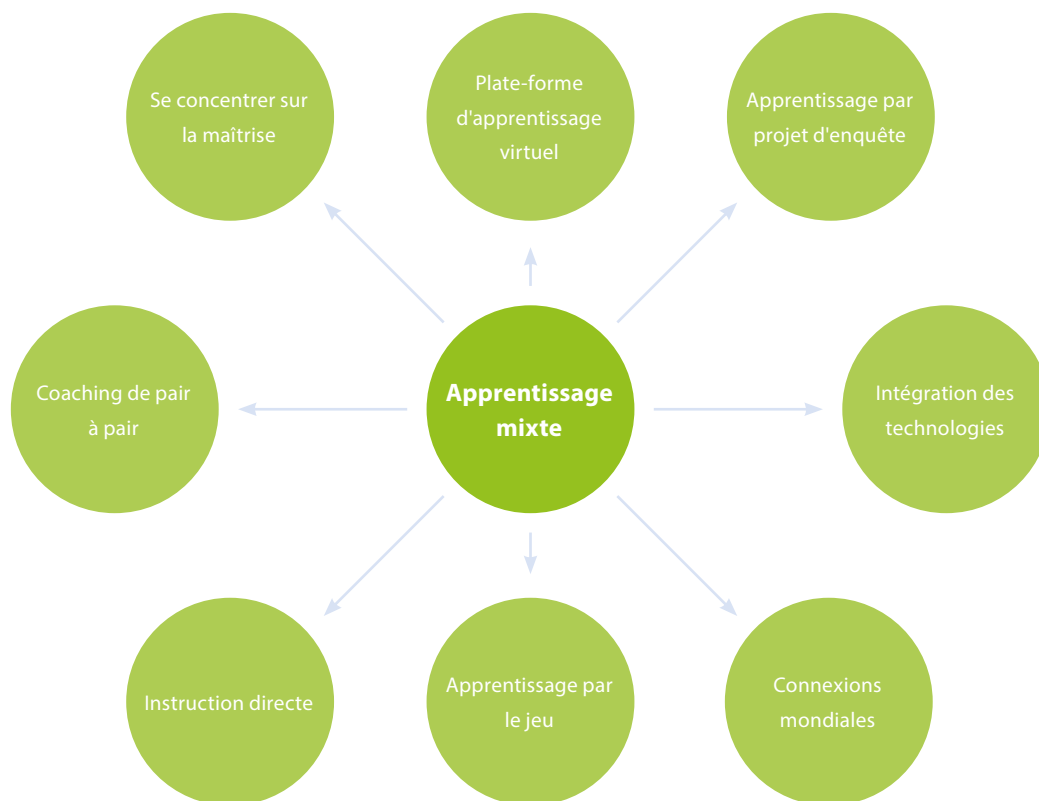 Se concentrer sur
la maîtrise
Plate-forme
d'apprentissage
virtuel
Apprentissage par
projet d'enquête
Coaching de pair
à pair
Apprentissage
mixte
Intégration des
technologies
Instruction directe
Apprentissage par
le jeu
Connexions
mondiales